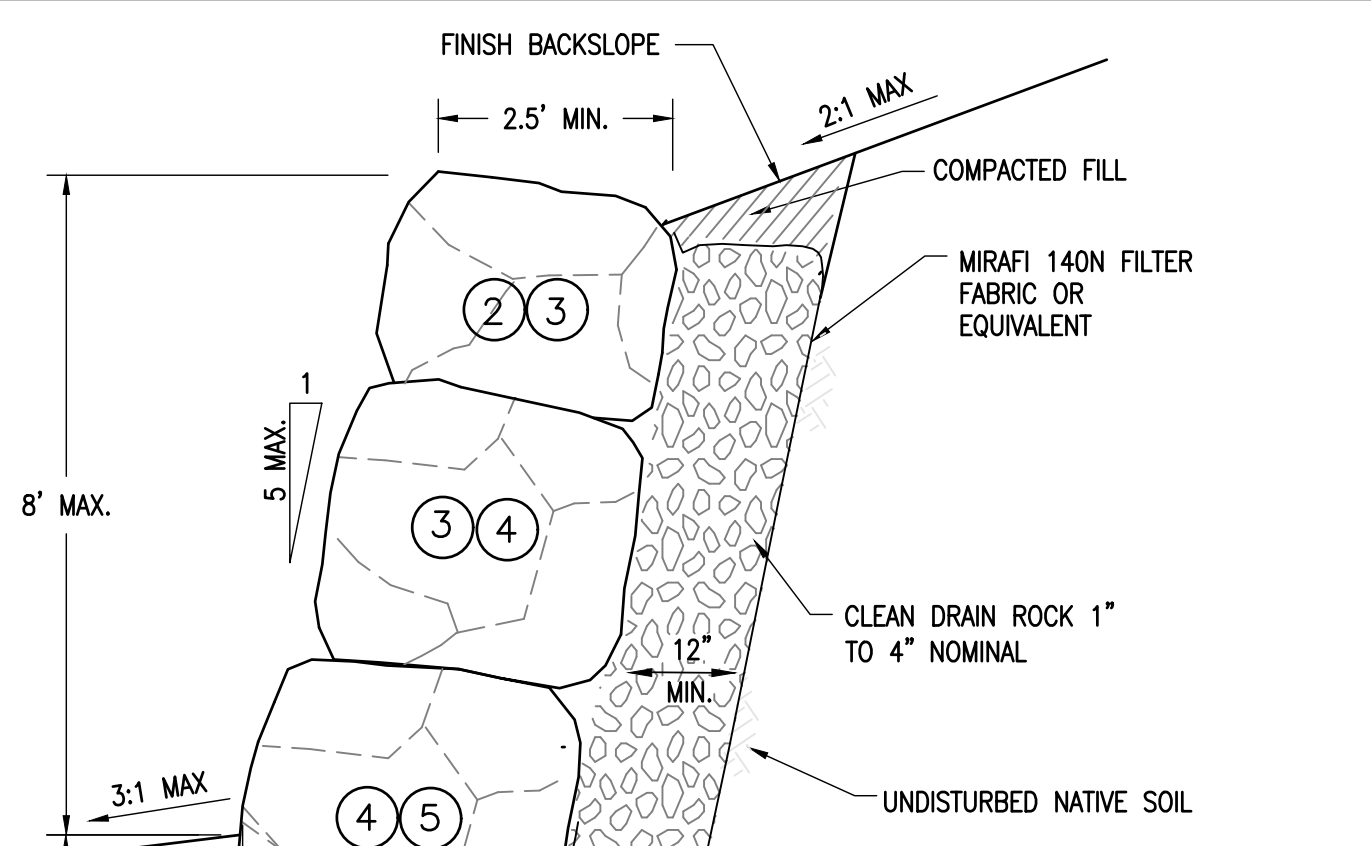 FINISH BACKSLOPE
2.5' MIN.
2:1 MAX
COMPACTED FILL
MIRAFI 140N FILTER
FABRIC OR
EQUIVALENT
2 3
1
5 MAX.
8' MAX.
3 4
CLEAN DRAIN ROCK 1"
TO 4" NOMINAL
12"
MIN.
3:1 MAX
4 5
UNDISTURBED NATIVE SOIL